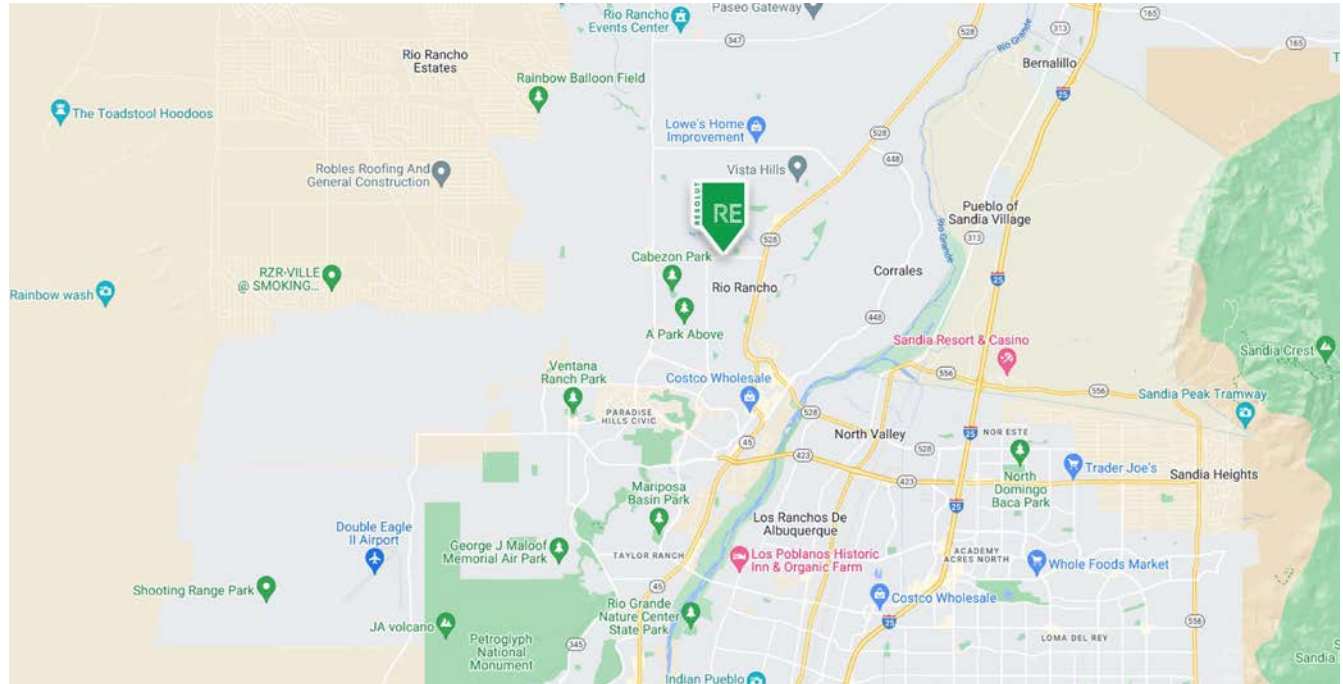 Rio Rancho
Events Center
Paseo Gateway
347
528
313
165
165
Rio Grande
Bernalillo
25
Rio Rancho
Estates
Rainbow Balloon Field
The Toadstool Hoodoos
Lowe's Home
Improvement
528
448
Robles Roofing And
General Construction
Vista Hills
RESOLUT
RE
Pueblo of
Sandia Village
313
Rio Grande
528
Cabezon Park
RZR-VILLE
@ SMOKING...
Rainbow wash
Corrales
25
Rio Rancho
A Park Above
448
Sandia Resort & Casino
Sandia Crest
Ventana
Ranch Park
Costco Wholesale
556
556
Sandia Peak Tramway
PARADISE
HILLS CIVIC
528
North Valley
25
NOR ESTE
45
528
423
Trader Joe's
Sandia Heights
North
Domingo
Baca Park
423
423
Mariposa
Basin Park
25
Los Ranchos De
Albuquerque
Double Eagle
II Airport
George J Maloof
Memorial Air Park
TAYLOR RANCH
Los Poblanos Historic
Inn & Organic Farm
ACADEMY
ACRES NORTH
Whole Foods Market
Shooting Range Park
45
Costco Wholesale
Rio Grande
Nature Center
State Park
JA volcano
25
LOMA DEL REY
Petroglyph
National
Monument
345
Indian Pueblo
Sandia